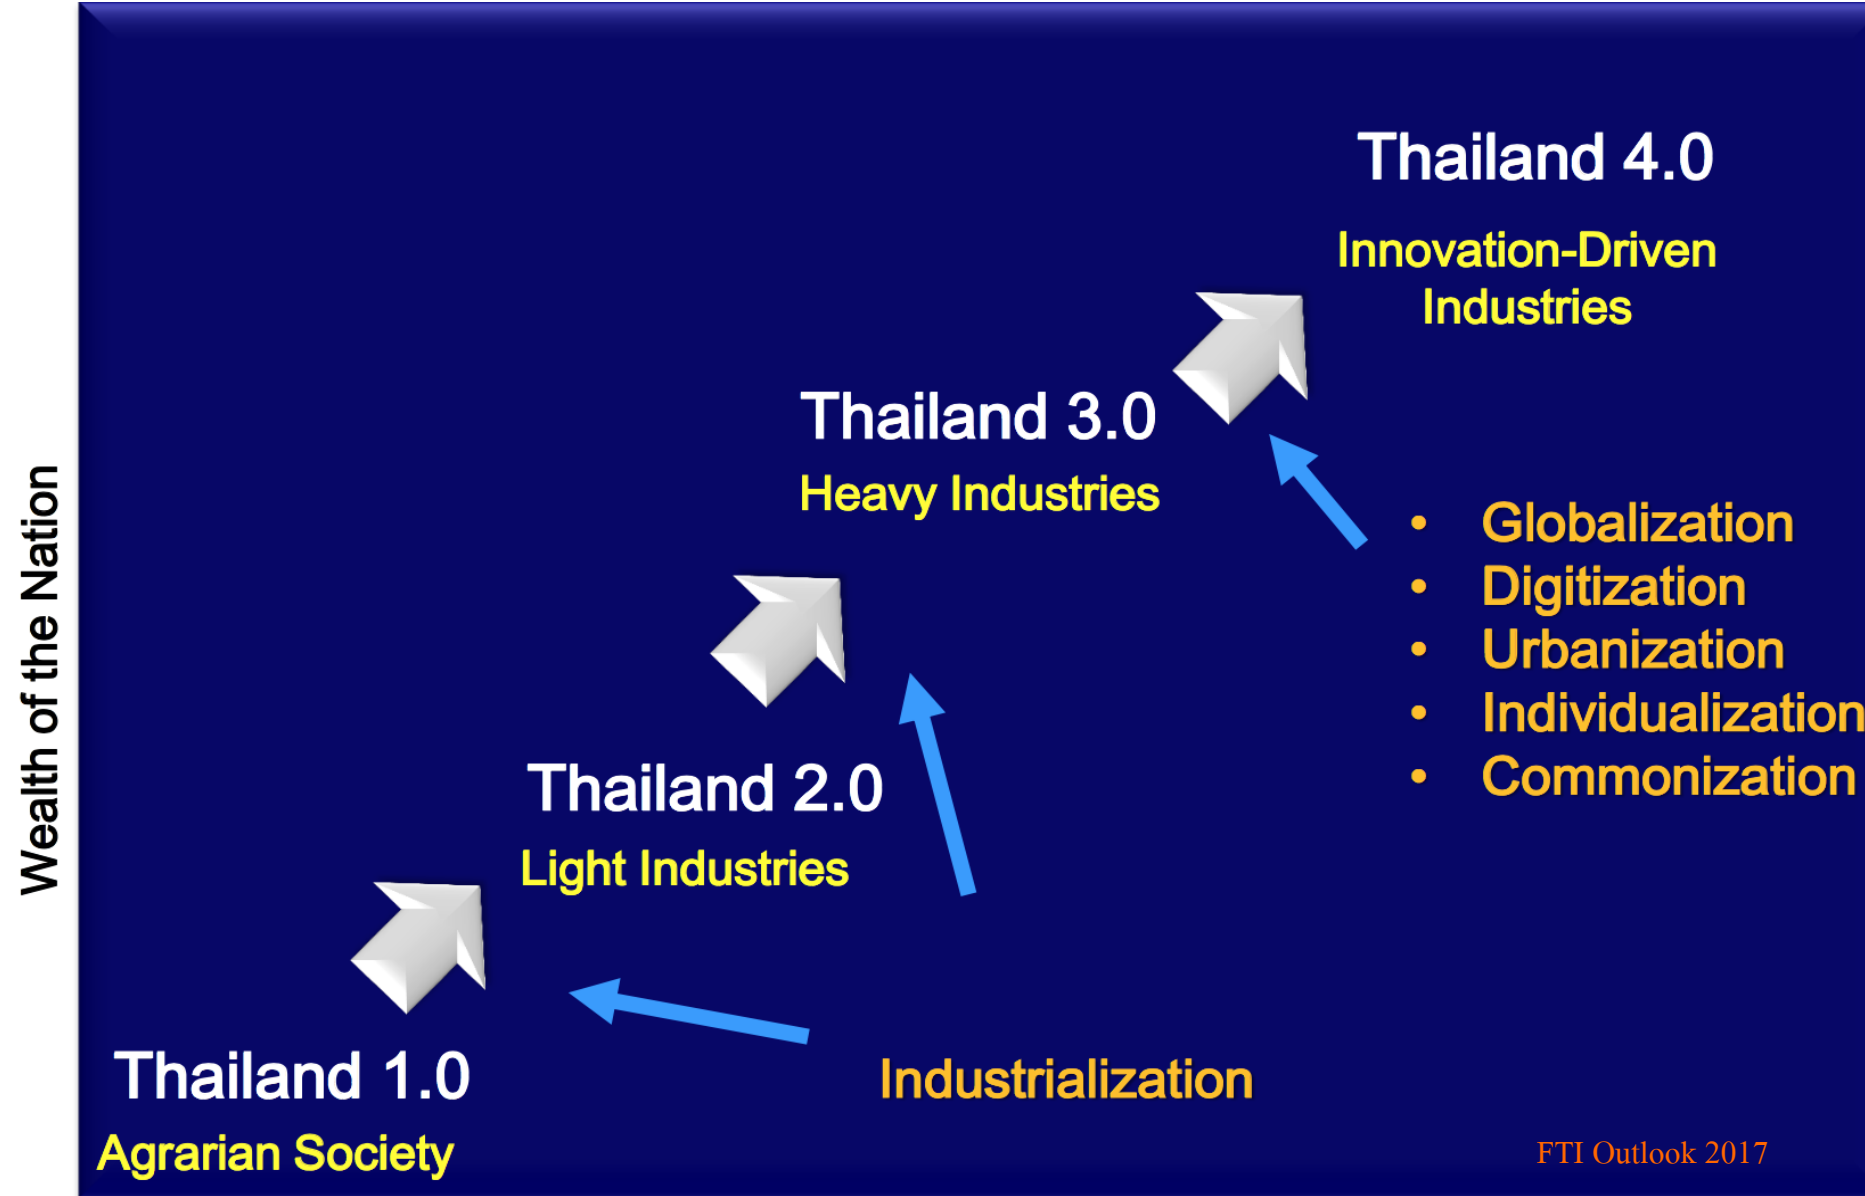 Wealth of the Nation
Thailand 4.0
Innovation-Driven
Industries
Thailand 3.0
Heavy Industries
• Globalization
• Digitization
• Urbanization
• Individualization
• Commonization
Thailand 2.0
Light Industries
Industrialization
Thailand 1.0
Agrarian Society
FTI Outlook 2017